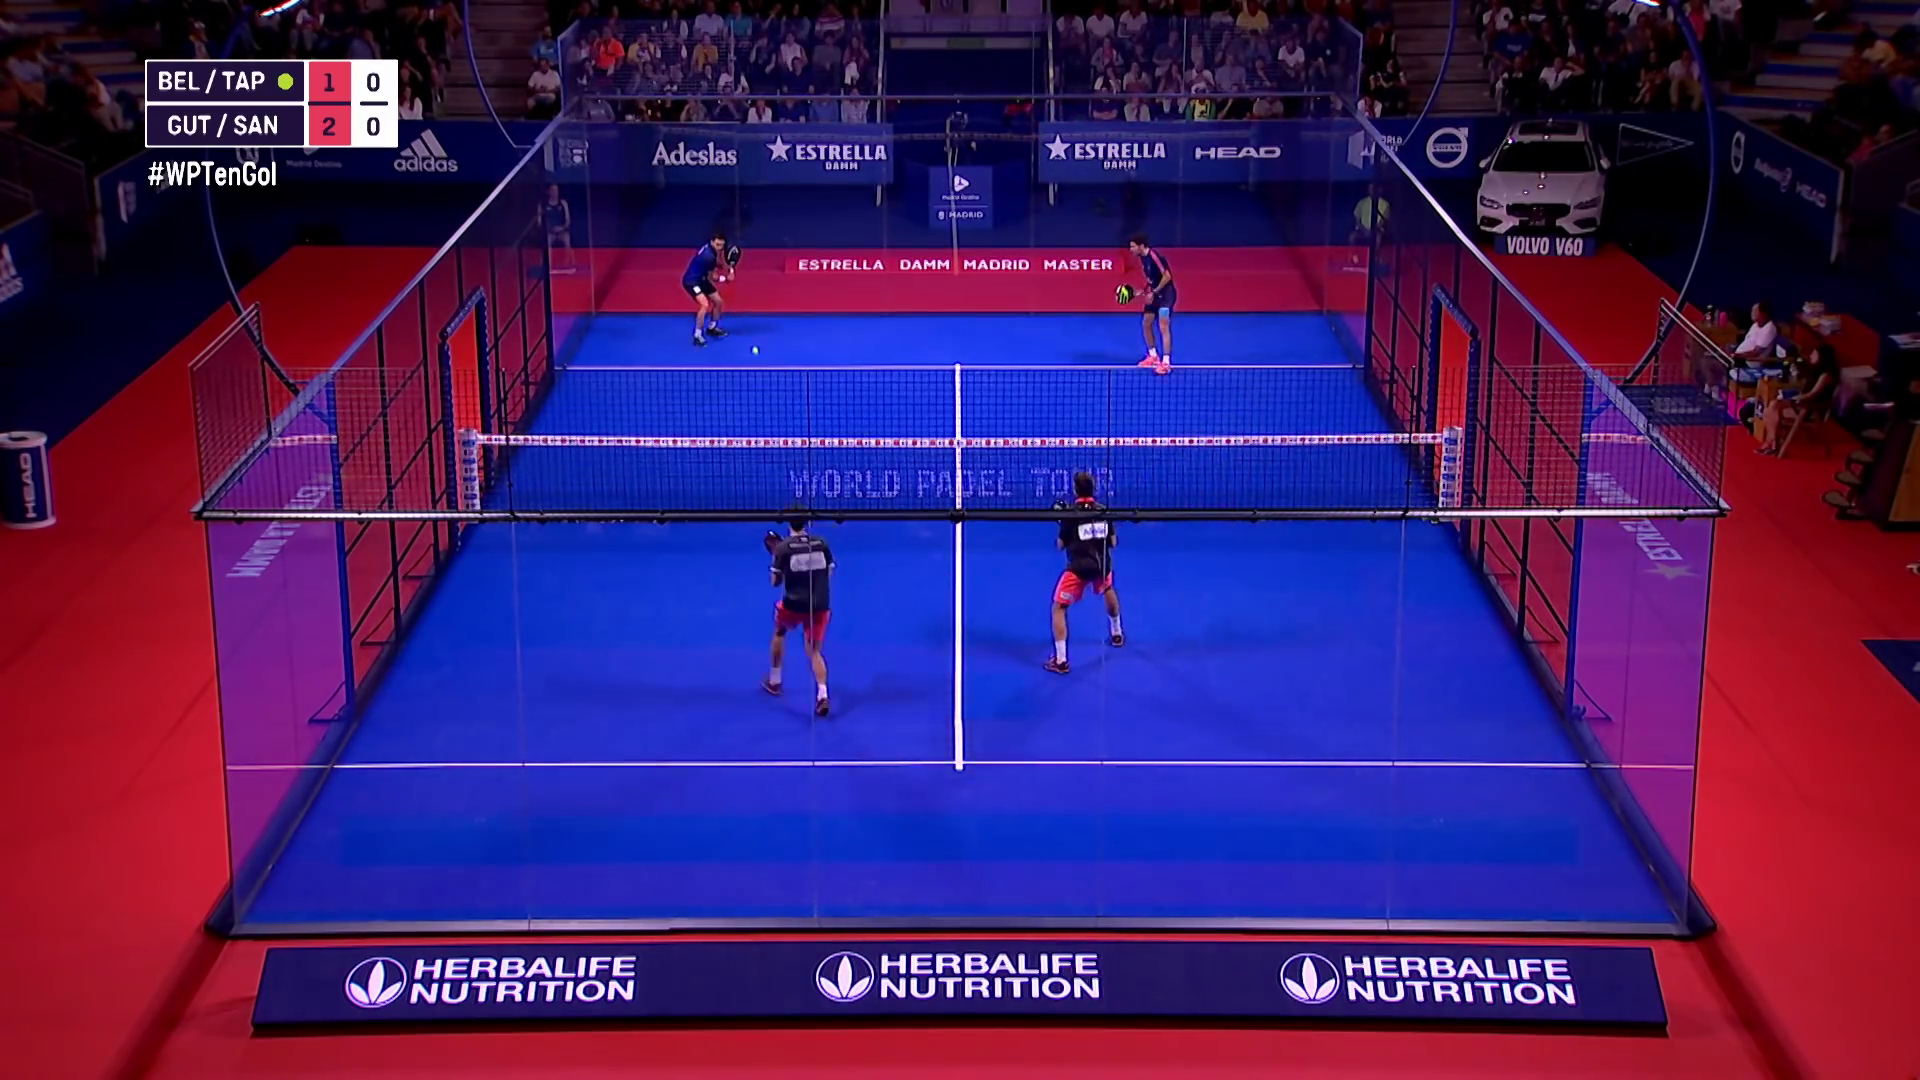 BEL / TAP 1 0
GUT / SAN 2 0
#WPTenGol
adidas
Adeslas
ESTRELLA DAMM
ESTRELLA DAMM
HEAD
VOLVO
VOLVO V60
MADRID
HEAD
ESTRELLA DAMM MADRID MASTER
HEAD
WORLD PADEL TOUR
HERBALIFE NUTRITION
HERBALIFE NUTRITION
HERBALIFE NUTRITION